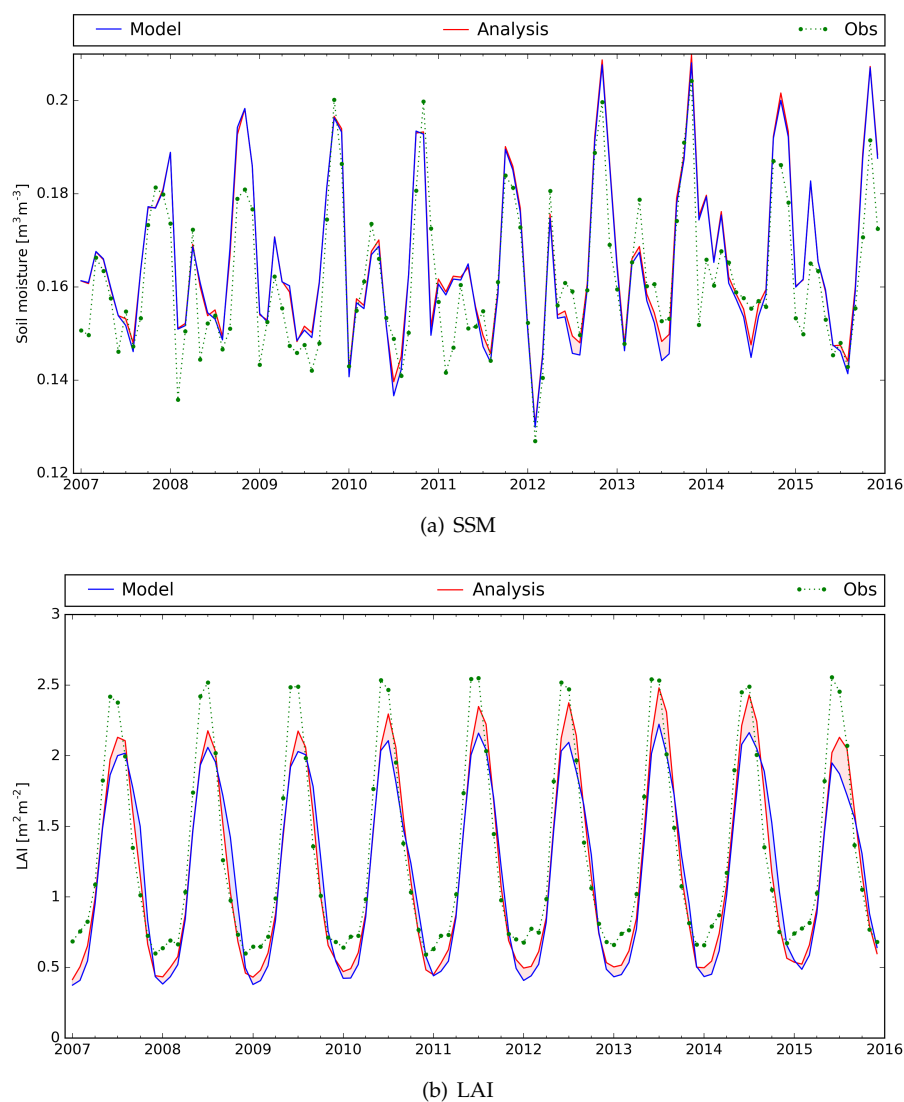 Model Analysis Obs
Soil moisture [m³m⁻³]
0.2
0.18
0.16
0.14
0.12
2007 2008 2009 2010 2011 2012 2013 2014 2015 2016
(a) SSM
Model Analysis Obs
LAI [m²m⁻²]
3
2.5
2
1.5
1
0.5
0
2007 2008 2009 2010 2011 2012 2013 2014 2015 2016
(b) LAI